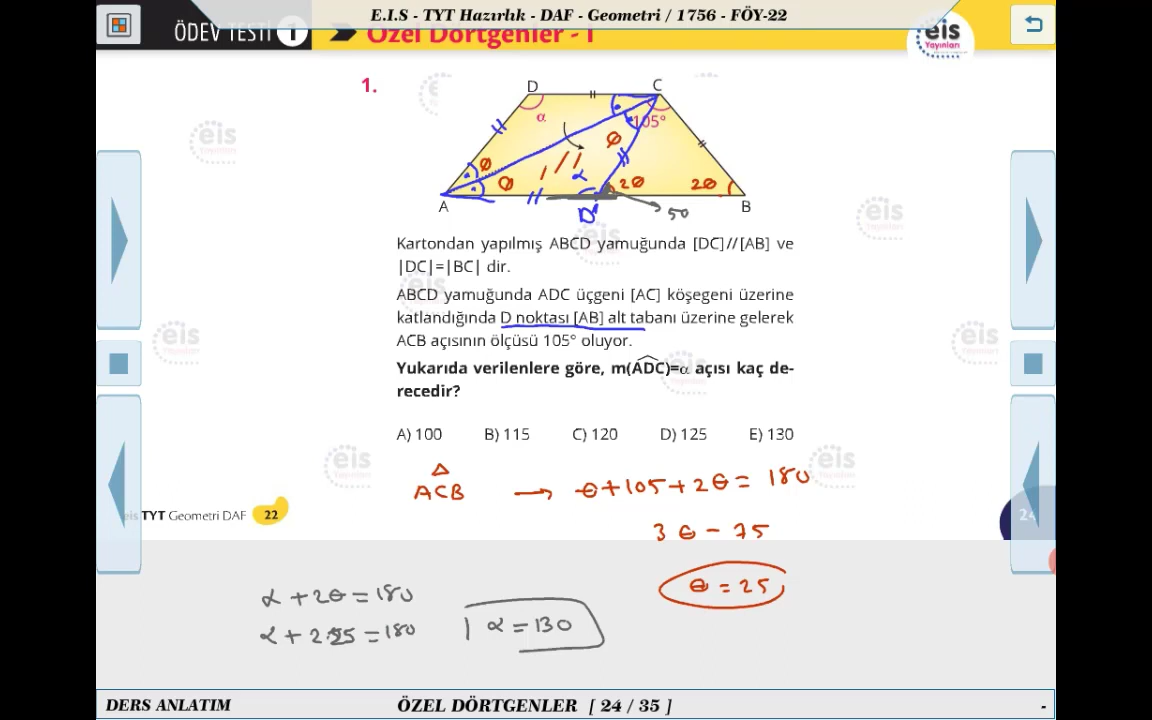 E.I.S - TYT Hazırlık - DAF - Geometri / 1756 - FÖY-22
ÖDEV TESTİ 1 Özel Dörtgenler - I
eis
Yayınları
1.
D C
α 105°
θ θ
θ α 2θ 2θ
A D' 50 B
Kartondan yapılmış ABCD yamuğunda [DC]//[AB] ve
|DC|=|BC| dir.
ABCD yamuğunda ADC üçgeni [AC] köşegeni üzerine
katlandığında D noktası [AB] alt tabanı üzerine gelerek
ACB açısının ölçüsü 105° oluyor.
Yukarıda verilenlere göre, m(ADC)=α açısı kaç de-
recedir?
A) 100 B) 115 C) 120 D) 125 E) 130
ACB → θ+105+2θ = 180
3θ = 75
θ = 25
eis TYT Geometri DAF 22
24
α + 2θ = 180
α + 2.25 = 180
α = 130
DERS ANLATIM ÖZEL DÖRTGENLER [ 24 / 35 ] -